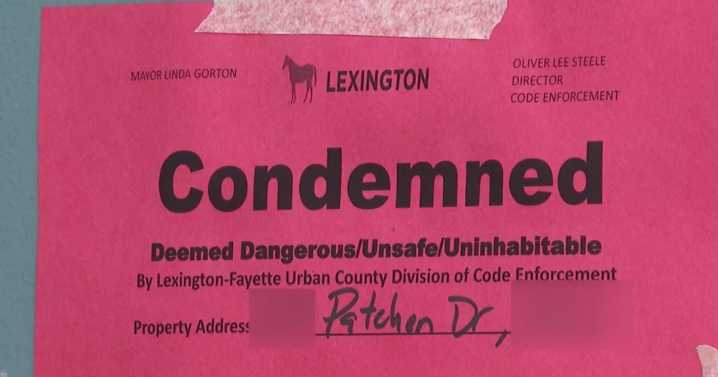 MAYOR LINDA GORTON
LEXINGTON
OLIVER LEE STEELE
DIRECTOR
CODE ENFORCEMENT
Condemned
Deemed Dangerous/Unsafe/Uninhabitable
By Lexington-Fayette Urban County Division of Code Enforcement
Property Address Patchen Dr,